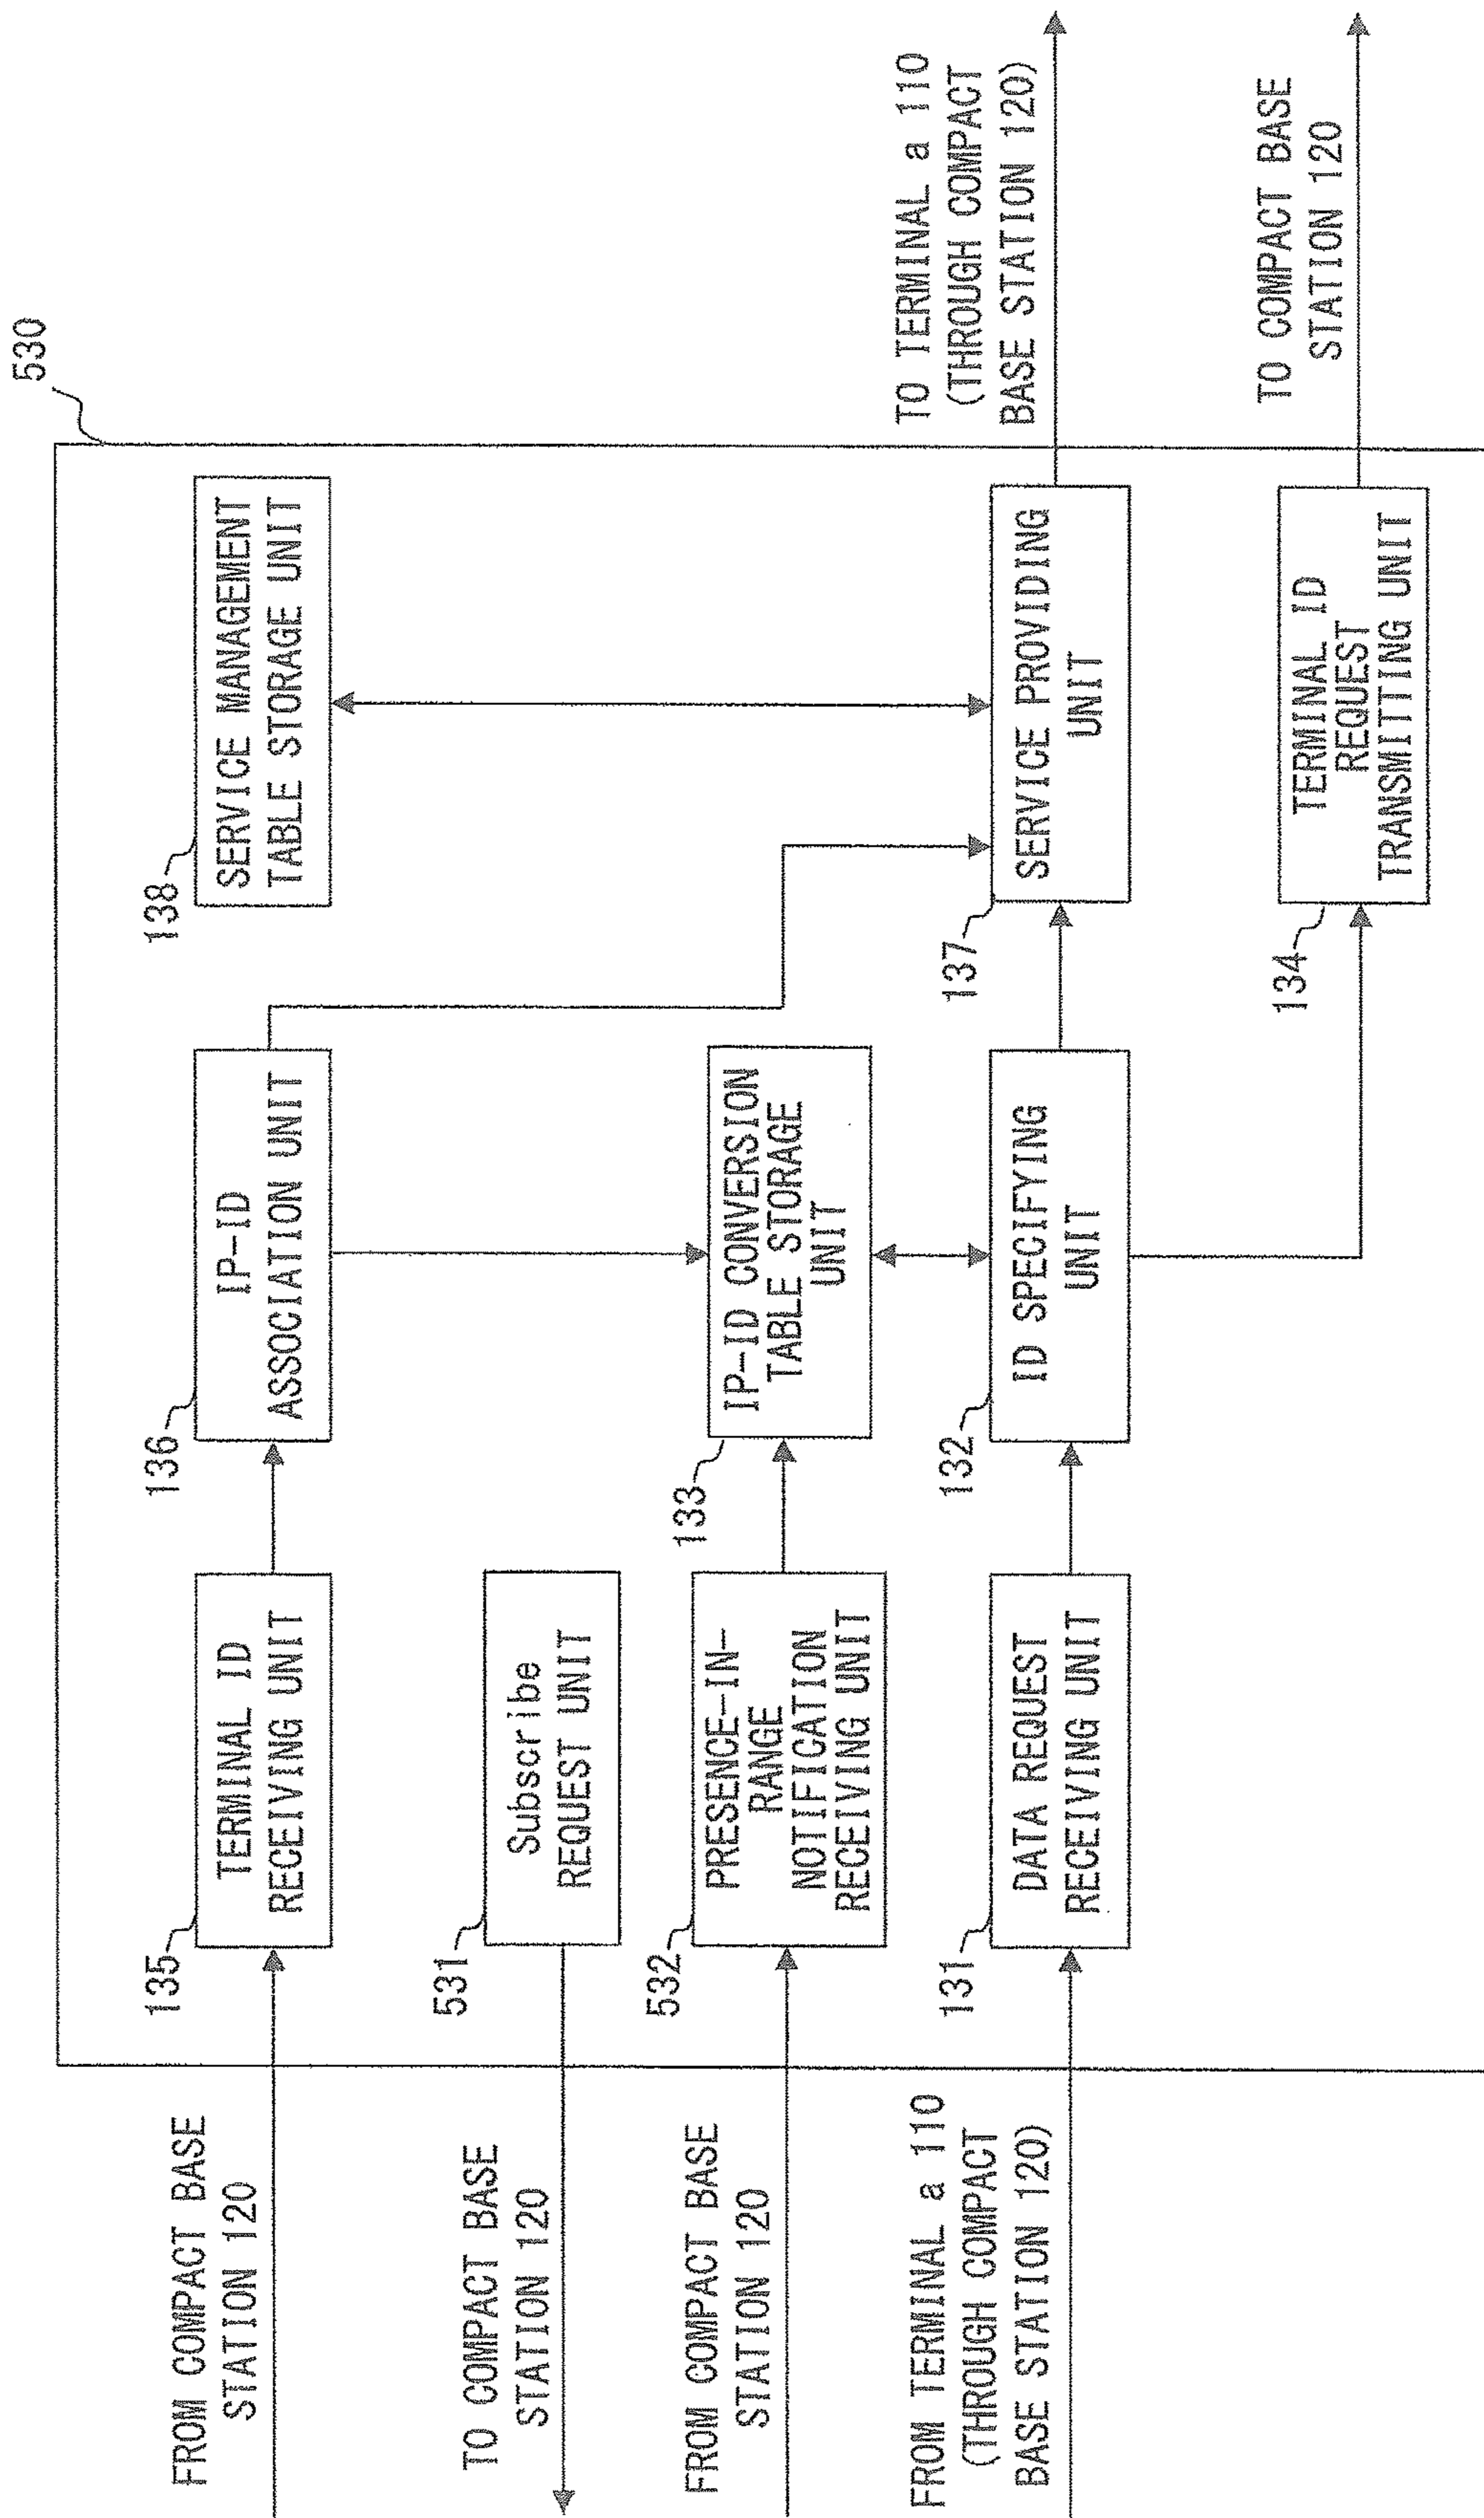 530
FROM COMPACT BASE
STATION 120
135
TERMINAL ID
RECEIVING UNIT
136
IP-ID
ASSOCIATION UNIT
138
SERVICE MANAGEMENT
TABLE STORAGE UNIT
TO COMPACT BASE
STATION 120
531
Subscribe
REQUEST UNIT
FROM COMPACT BASE
STATION 120
532
PRESENCE-IN-
RANGE
NOTIFICATION
RECEIVING UNIT
133
IP-ID CONVERSION
TABLE STORAGE
UNIT
FROM TERMINAL a 110
(THROUGH COMPACT
BASE STATION 120)
131
DATA REQUEST
RECEIVING UNIT
132
ID SPECIFYING
UNIT
137
SERVICE PROVIDING
UNIT
TO TERMINAL a 110
(THROUGH COMPACT
BASE STATION 120)
134
TERMINAL ID
REQUEST
TRANSMITTING UNIT
TO COMPACT BASE
STATION 120